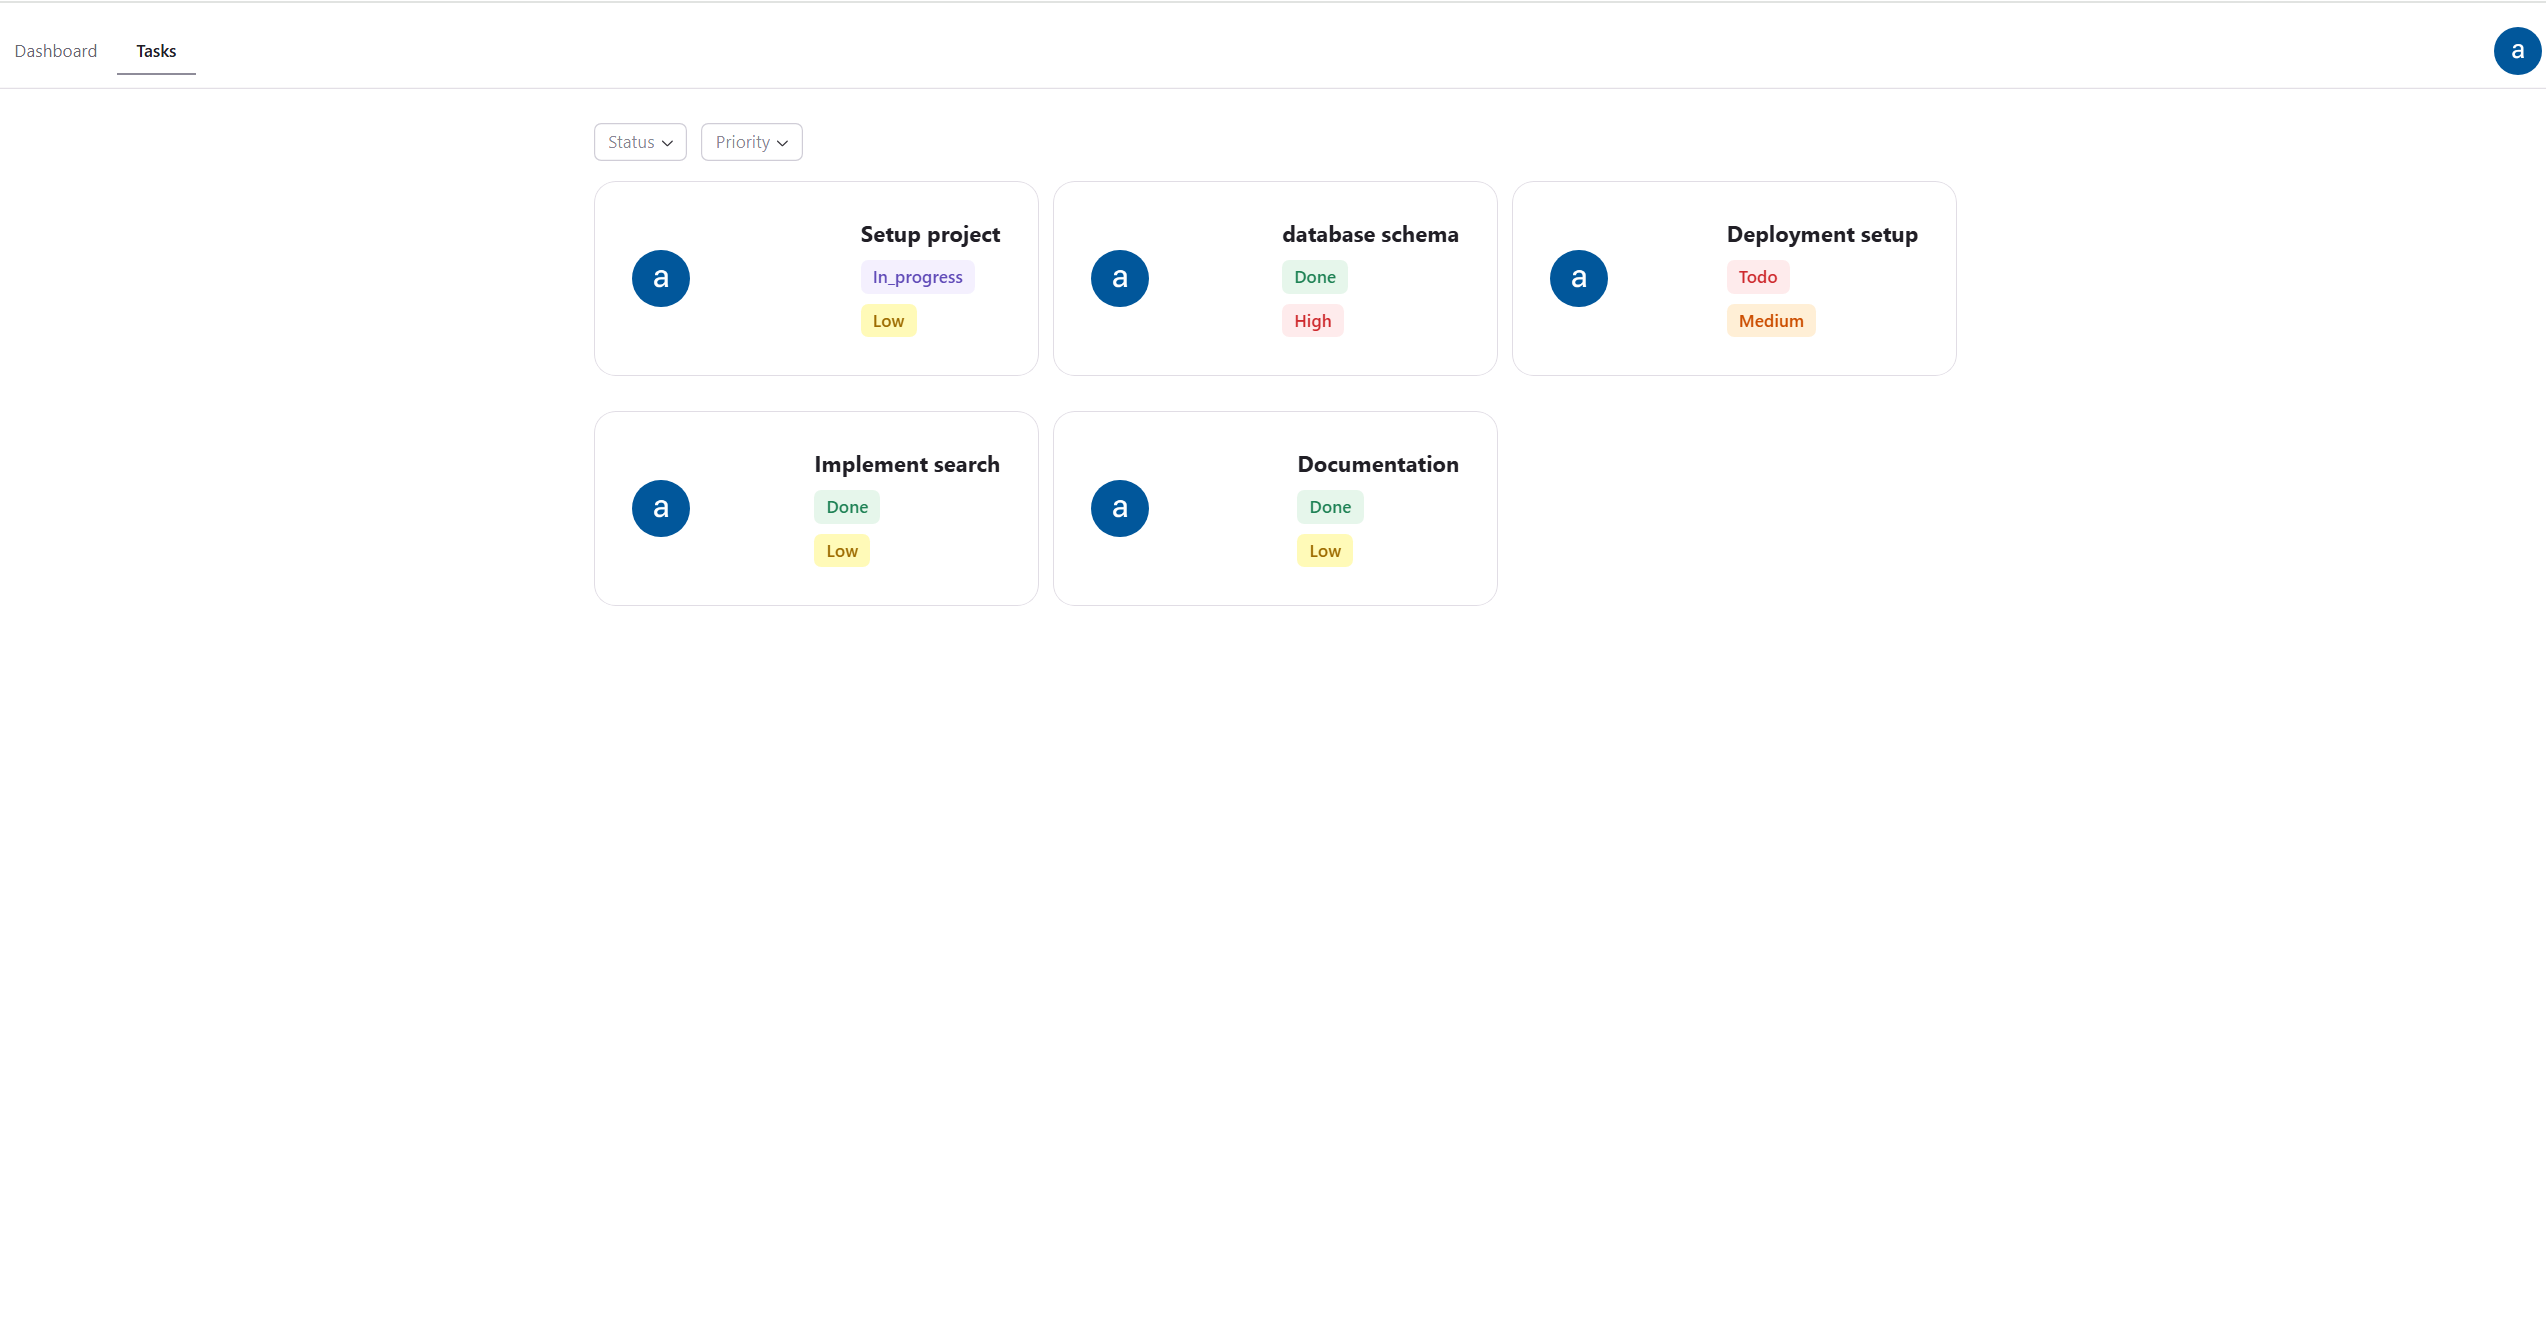 Dashboard Tasks a
Status Priority
a
Setup project
In_progress
Low
a
database schema
Done
High
a
Deployment setup
Todo
Medium
a
Implement search
Done
Low
a
Documentation
Done
Low